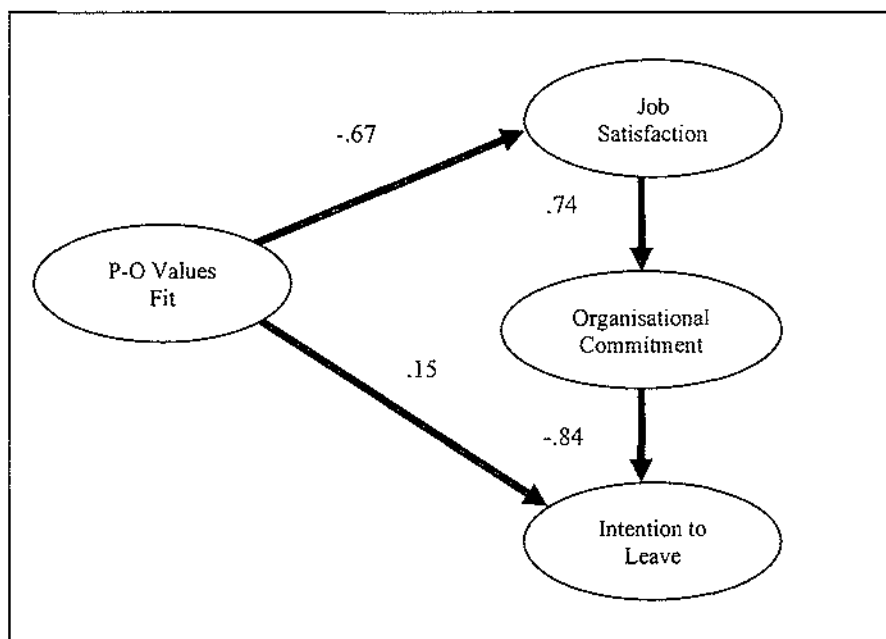 Job
Satisfaction
-.67
.74
P-O Values
Fit
Organisational
Commitment
.15
-.84
Intention to
Leave